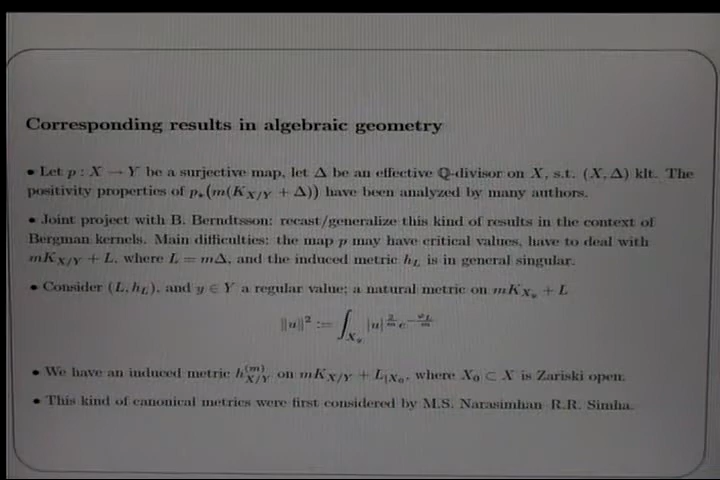 Corresponding results in algebraic geometry
• Let p : X → Y be a surjective map, let Δ be an effective ℚ-divisor on X, s.t. (X, Δ) klt. The
positivity properties of p⋆(m(K_{X/Y} + Δ)) have been analyzed by many authors.
• Joint project with B. Berndtsson: recast/generalize this kind of results in the context of
Bergman kernels. Main difficulties: the map p may have critical values, have to deal with
mK_{X/Y} + L, where L = mΔ, and the induced metric h_L is in general singular.
• Consider (L, h_L), and y ∈ Y a regular value; a natural metric on mK_{X_y} + L
‖u‖² := ∫_{X_y} |u|^{2/m} e^{-φ_L/m}
• We have an induced metric h^{(m)}_{X/Y} on mK_{X/Y} + L_{|X_0}, where X_0 ⊂ X is Zariski open.
• This kind of canonical metrics were first considered by M.S. Narasimhan–R.R. Simha.